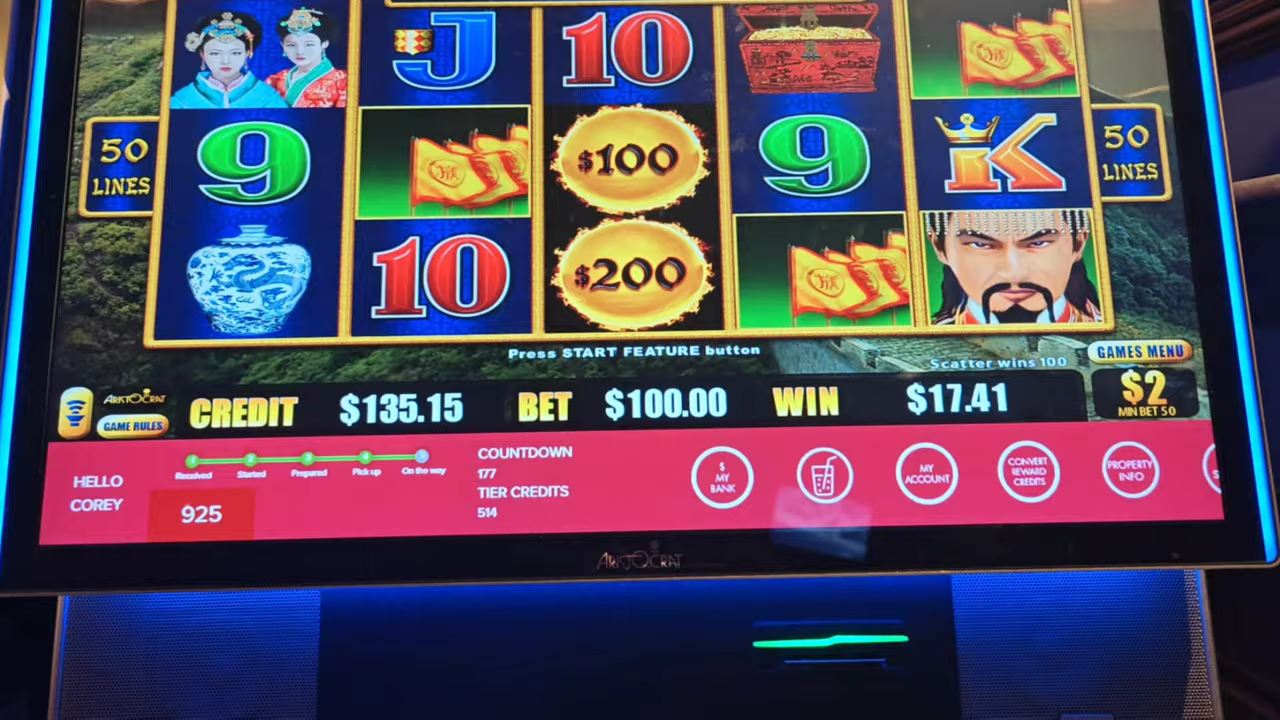 J
10
9
$100
9
K
50
LINES
50
LINES
10
$200
Press START FEATURE button
Scatter wins 100
GAMES MENU
ARISTOCRAT
GAME RULES
CREDIT $135.15 BET $100.00 WIN $17.41
$2
MIN BET 50
HELLO
COREY
Received Started Prepared Pick up On the way
925
COUNTDOWN
177
TIER CREDITS
514
$
MY
BANK
MY
ACCOUNT
CONVERT
REWARD
CREDITS
PROPERTY
INFO
ARISTOCRAT